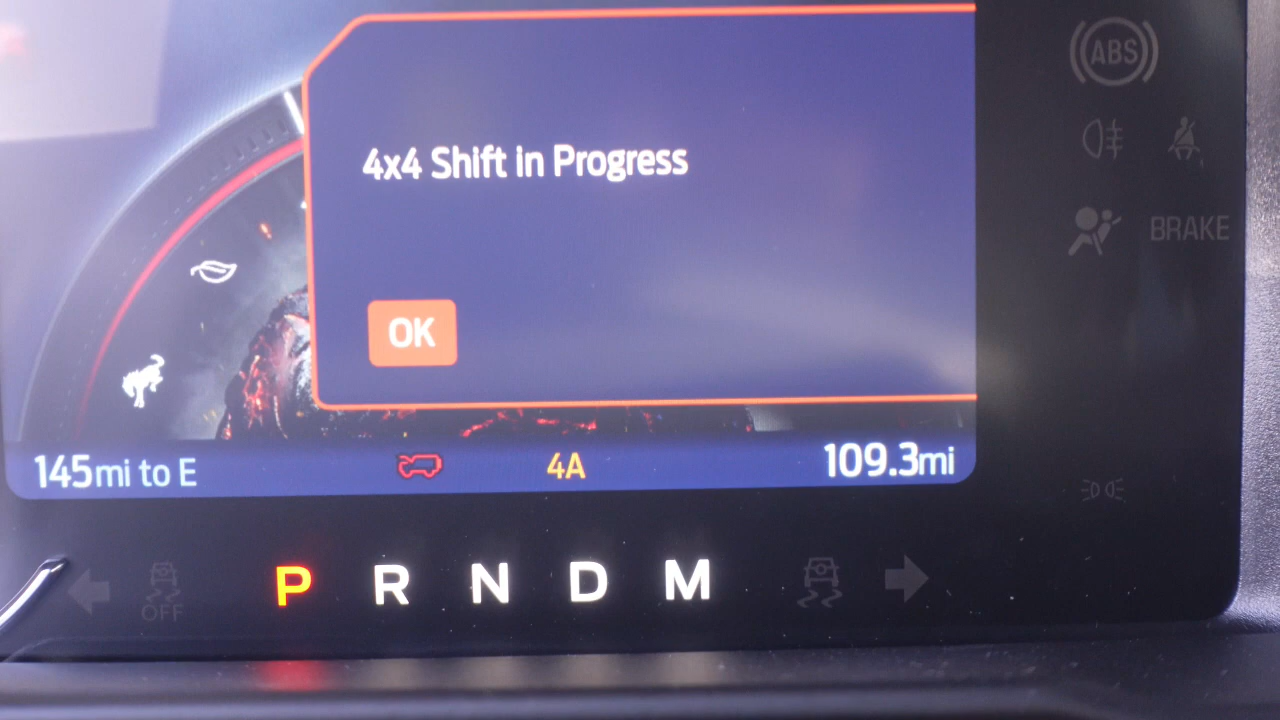 ABS
4x4 Shift in Progress
BRAKE
OK
145mi to E
4A
109.3mi
OFF
P R N D M